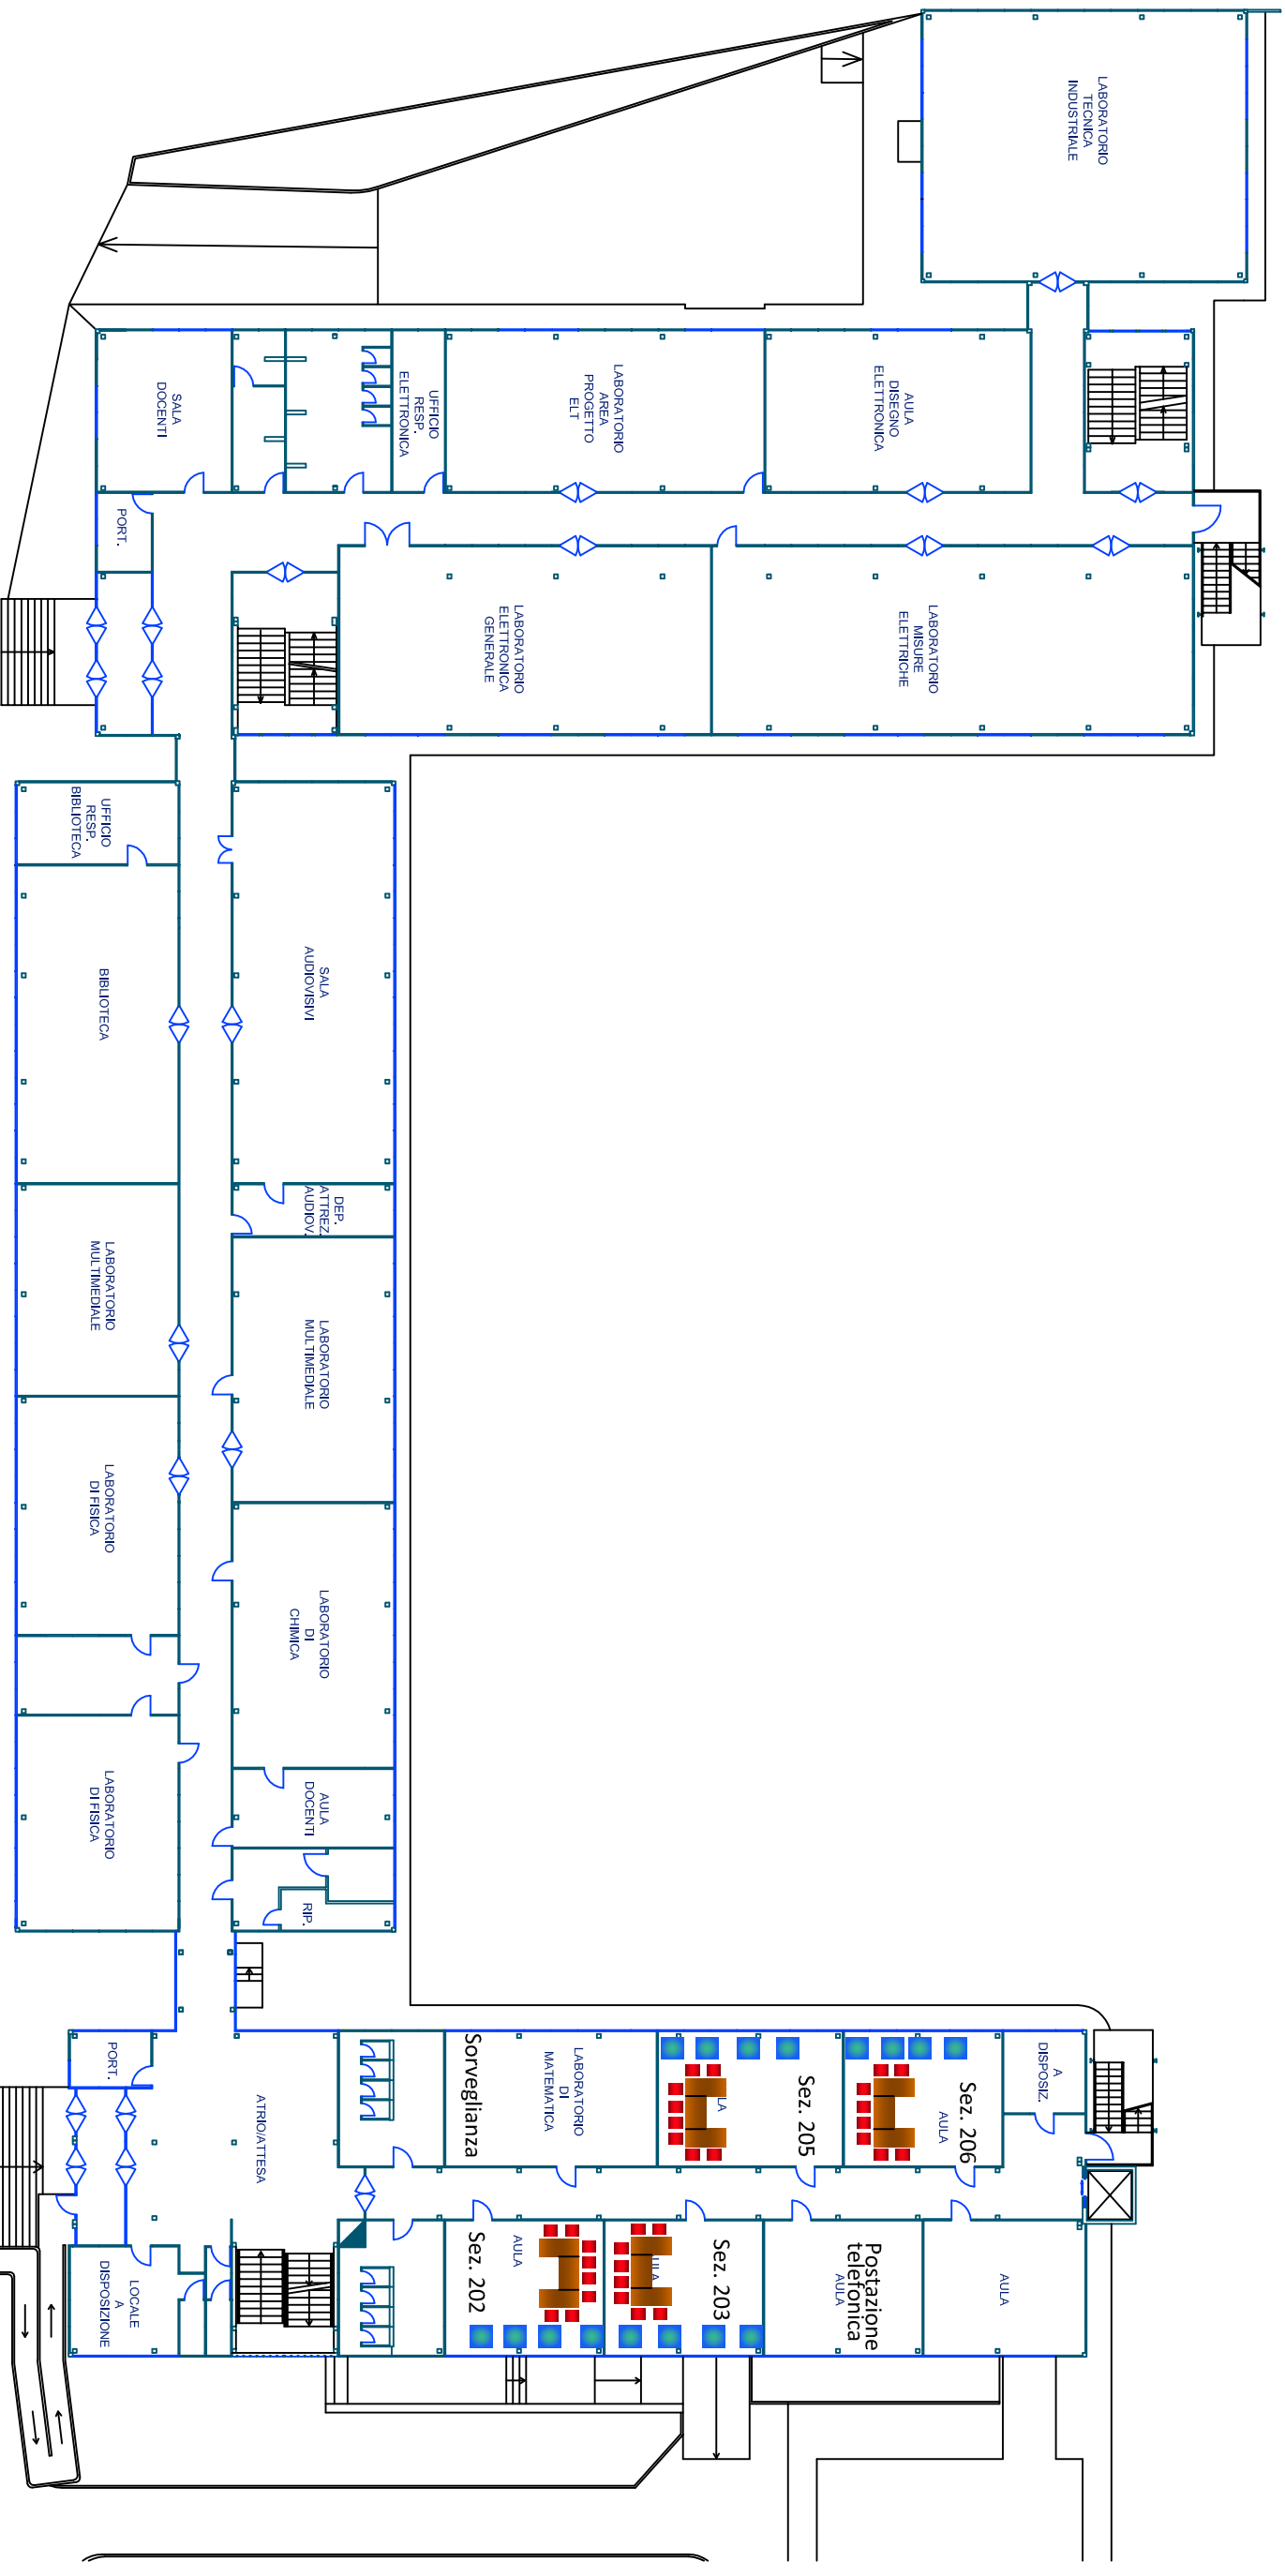 LABORATORIO
TECNICA
INDUSTRIALE
SALA
DOCENTI
UFFICIO
RESP.
ELETTRONICA
LABORATORIO
AREA
PROGETTO
ELT
AULA
DISEGNO
ELETTRONICA
PORT.
LABORATORIO
ELETTRONICA
GENERALE
LABORATORIO
MISURE
ELETTRICHE
UFFICIO
RESP.
BIBLIOTECA
BIBLIOTECA
SALA
AUDIOVISIVI
DEP.
ATTREZ.
AUDIOV.
LABORATORIO
MULTIMEDIALE
LABORATORIO
MULTIMEDIALE
LABORATORIO
DI FISICA
LABORATORIO
DI
CHIMICA
LABORATORIO
DI FISICA
AULA
DOCENTI
RIP.
PORT.
ATRIO/ATTESA
Sorveglianza
LABORATORIO
DI
MATEMATICA
LA
Sez. 205
AULA
Sez. 206
A
DISPOSIZ.
LOCALE
A
DISPOSIZIONE
AULA
Sez. 202
ULA
Sez. 203
Postazione
telefonica
AULA
AULA